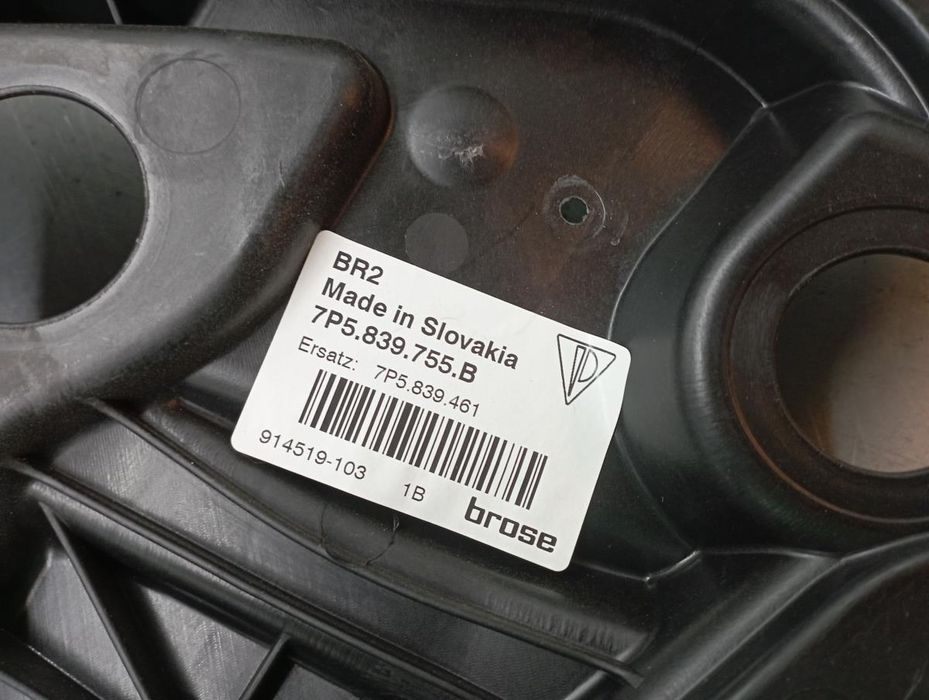 BR2
Made in Slovakia
7P5.839.755.B
Ersatz: 7P5.839.461
914519-103 1B
brose